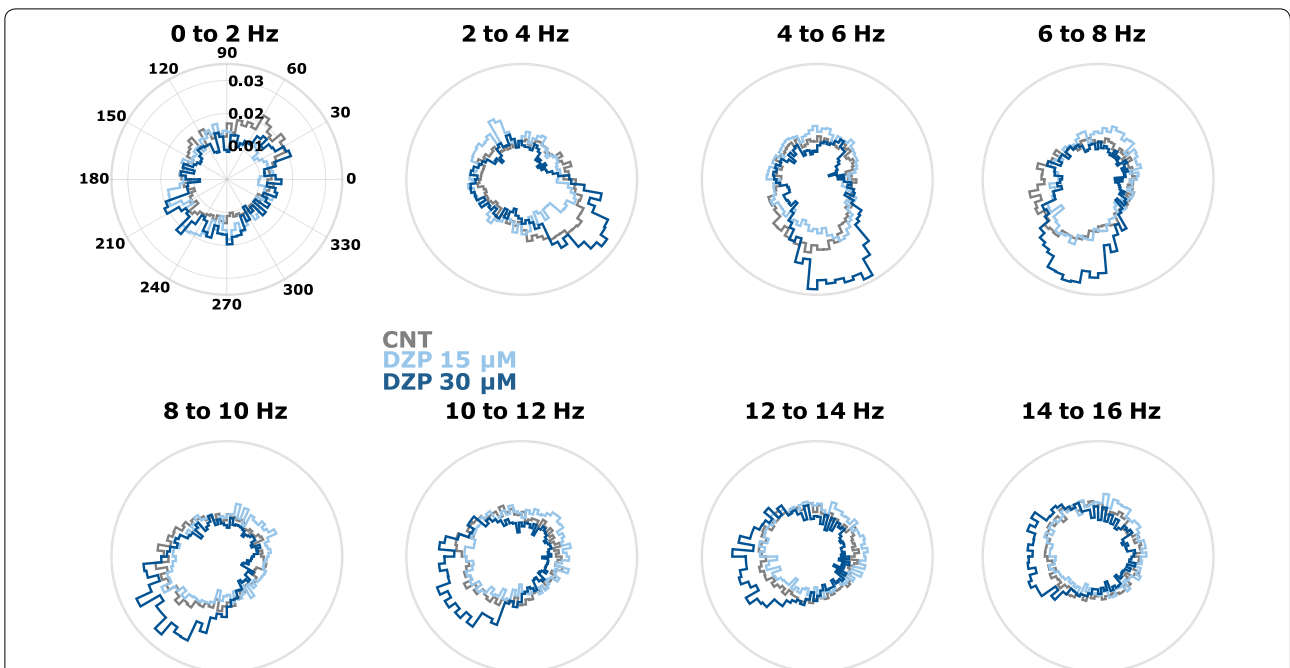 0 to 2 Hz
2 to 4 Hz
4 to 6 Hz
6 to 8 Hz
90
120
60
0.03
150
30
0.02
0.01
180
0
210
330
240
300
270
CNT
DZP 15 µM
DZP 30 µM
8 to 10 Hz
10 to 12 Hz
12 to 14 Hz
14 to 16 Hz